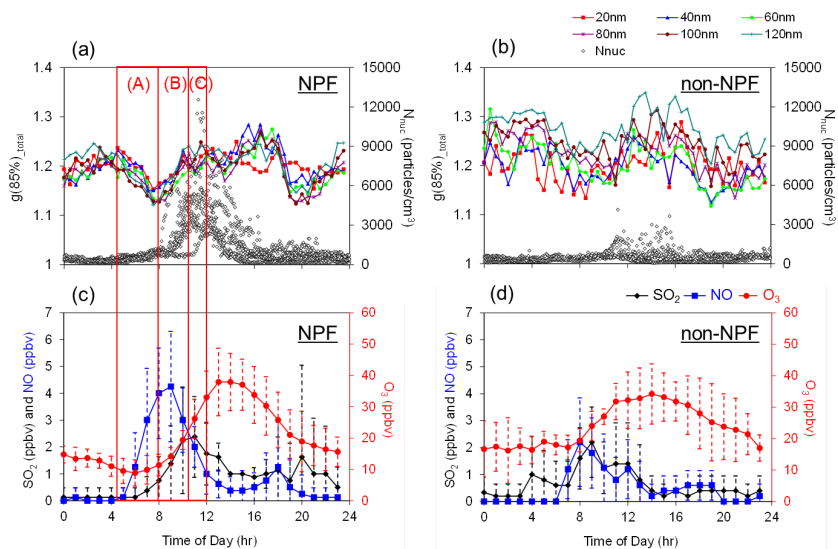 20nm 40nm 60nm
80nm 100nm 120nm
Nnuc
(a) (A) (B) (C) NPF
(b) non-NPF
g(85%)_total
1.4
1.3
1.2
1.1
1
15000
12000
9000
6000
3000
0
N_nuc (particles/cm³)
g(85%)_total
1.4
1.3
1.2
1.1
1
15000
12000
9000
6000
3000
0
N_nuc (particles/cm³)
(c) NPF
(d) SO₂ NO O₃
non-NPF
SO₂ (ppbv) and NO (ppbv)
7
6
5
4
3
2
1
0
60
50
40
30
20
10
0
O₃ (ppbv)
0 4 8 12 16 20 24
Time of Day (hr)
SO₂ (ppbv) and NO (ppbv)
7
6
5
4
3
2
1
0
60
50
40
30
20
10
0
O₃ (ppbv)
0 4 8 12 16 20 24
Time of Day (hr)